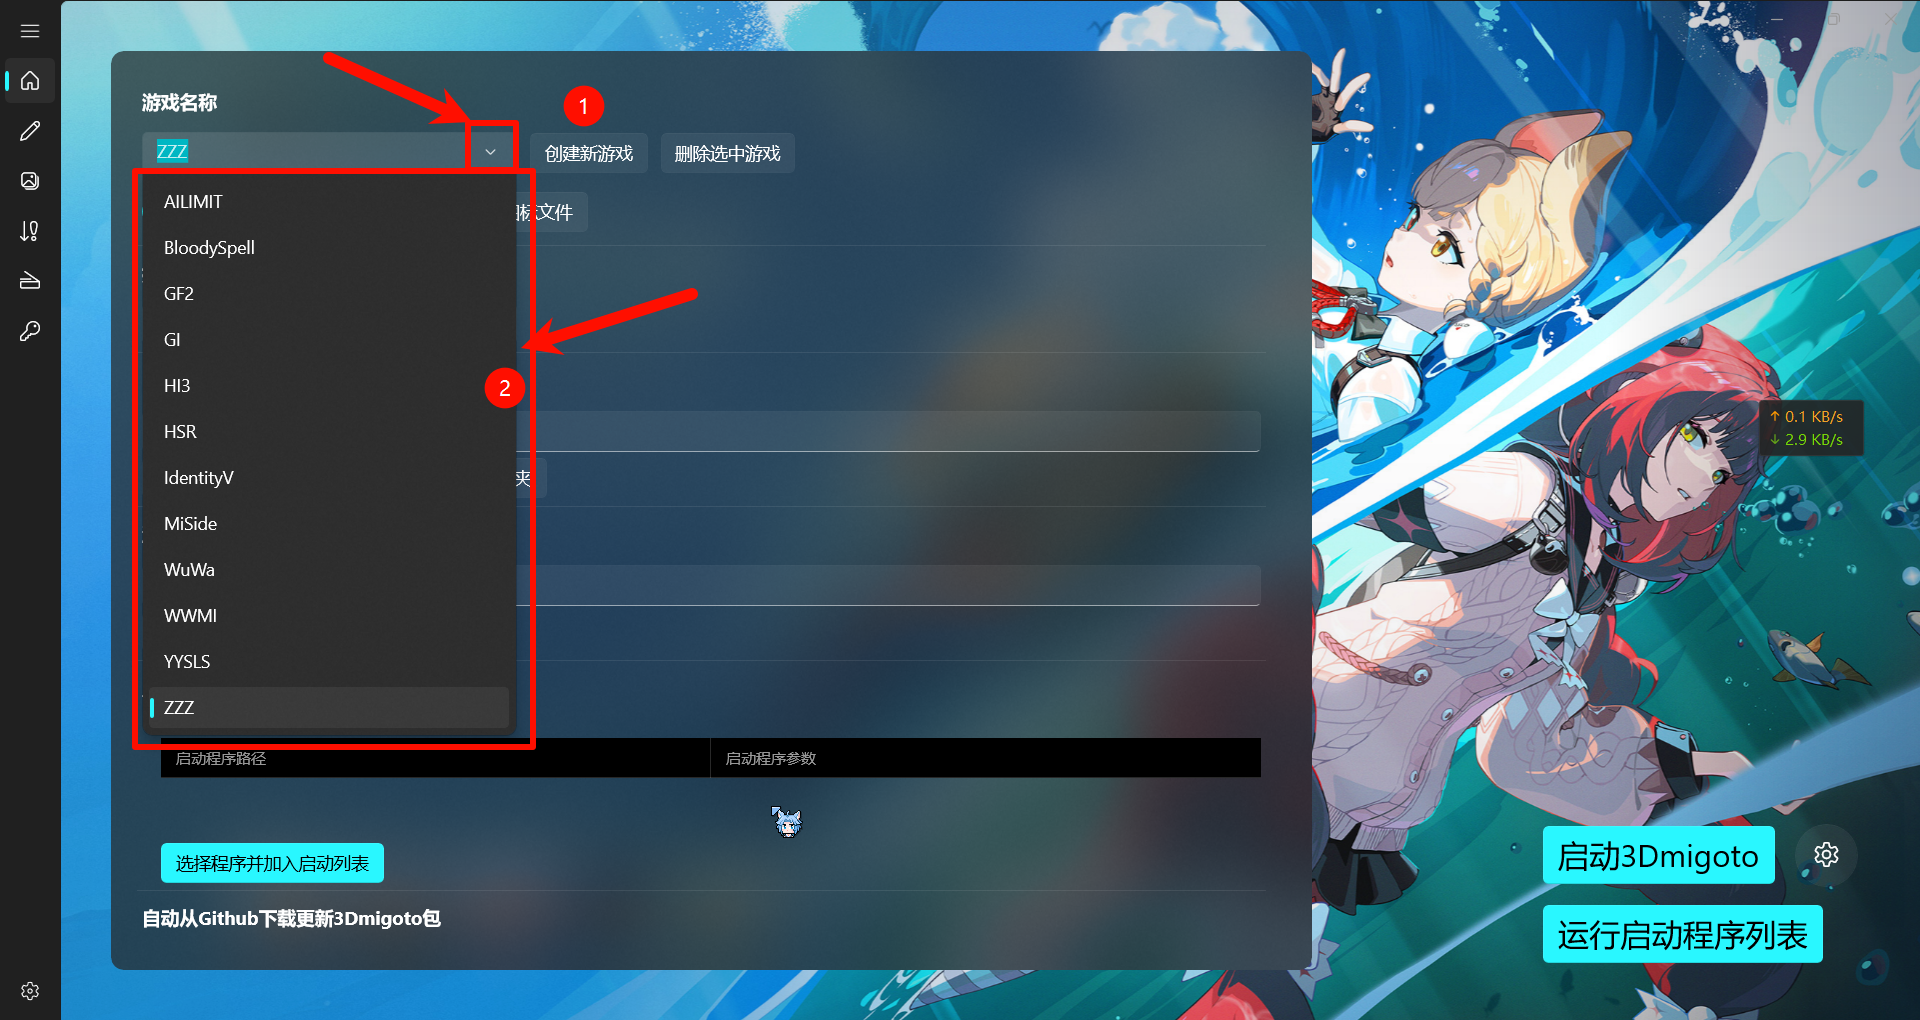 游戏名称
1
ZZZ
创建新游戏
删除选中游戏
AILIMIT
图标文件
BloodySpell
GF2
GI
HI3
2
HSR
↑ 0.1 KB/s
↓ 2.9 KB/s
IdentityV
夹
MiSide
WuWa
WWMI
YYSLS
ZZZ
启动程序路径
启动程序参数
选择程序并加入启动列表
启动3Dmigoto
自动从Github下载更新3Dmigoto包
运行启动程序列表